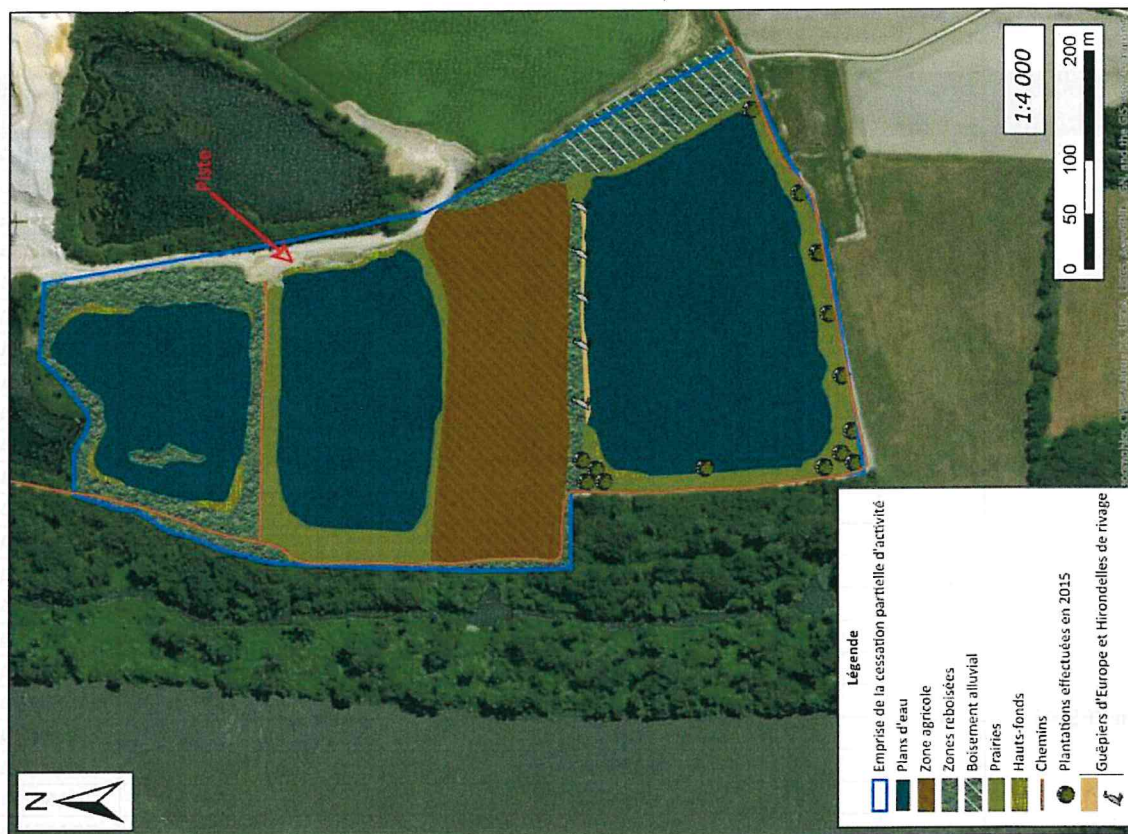 N
Piste
1:4 000
0 50 100 200
m
Légende
Emprise de la cessation partielle d'activité
Plans d'eau
Zone agricole
Zones reboisées
Boisement alluvial
Prairies
Hauts-fonds
Chemins
Plantations effectuées en 2015
Guêpiers d'Europe et Hirondelles de rivage